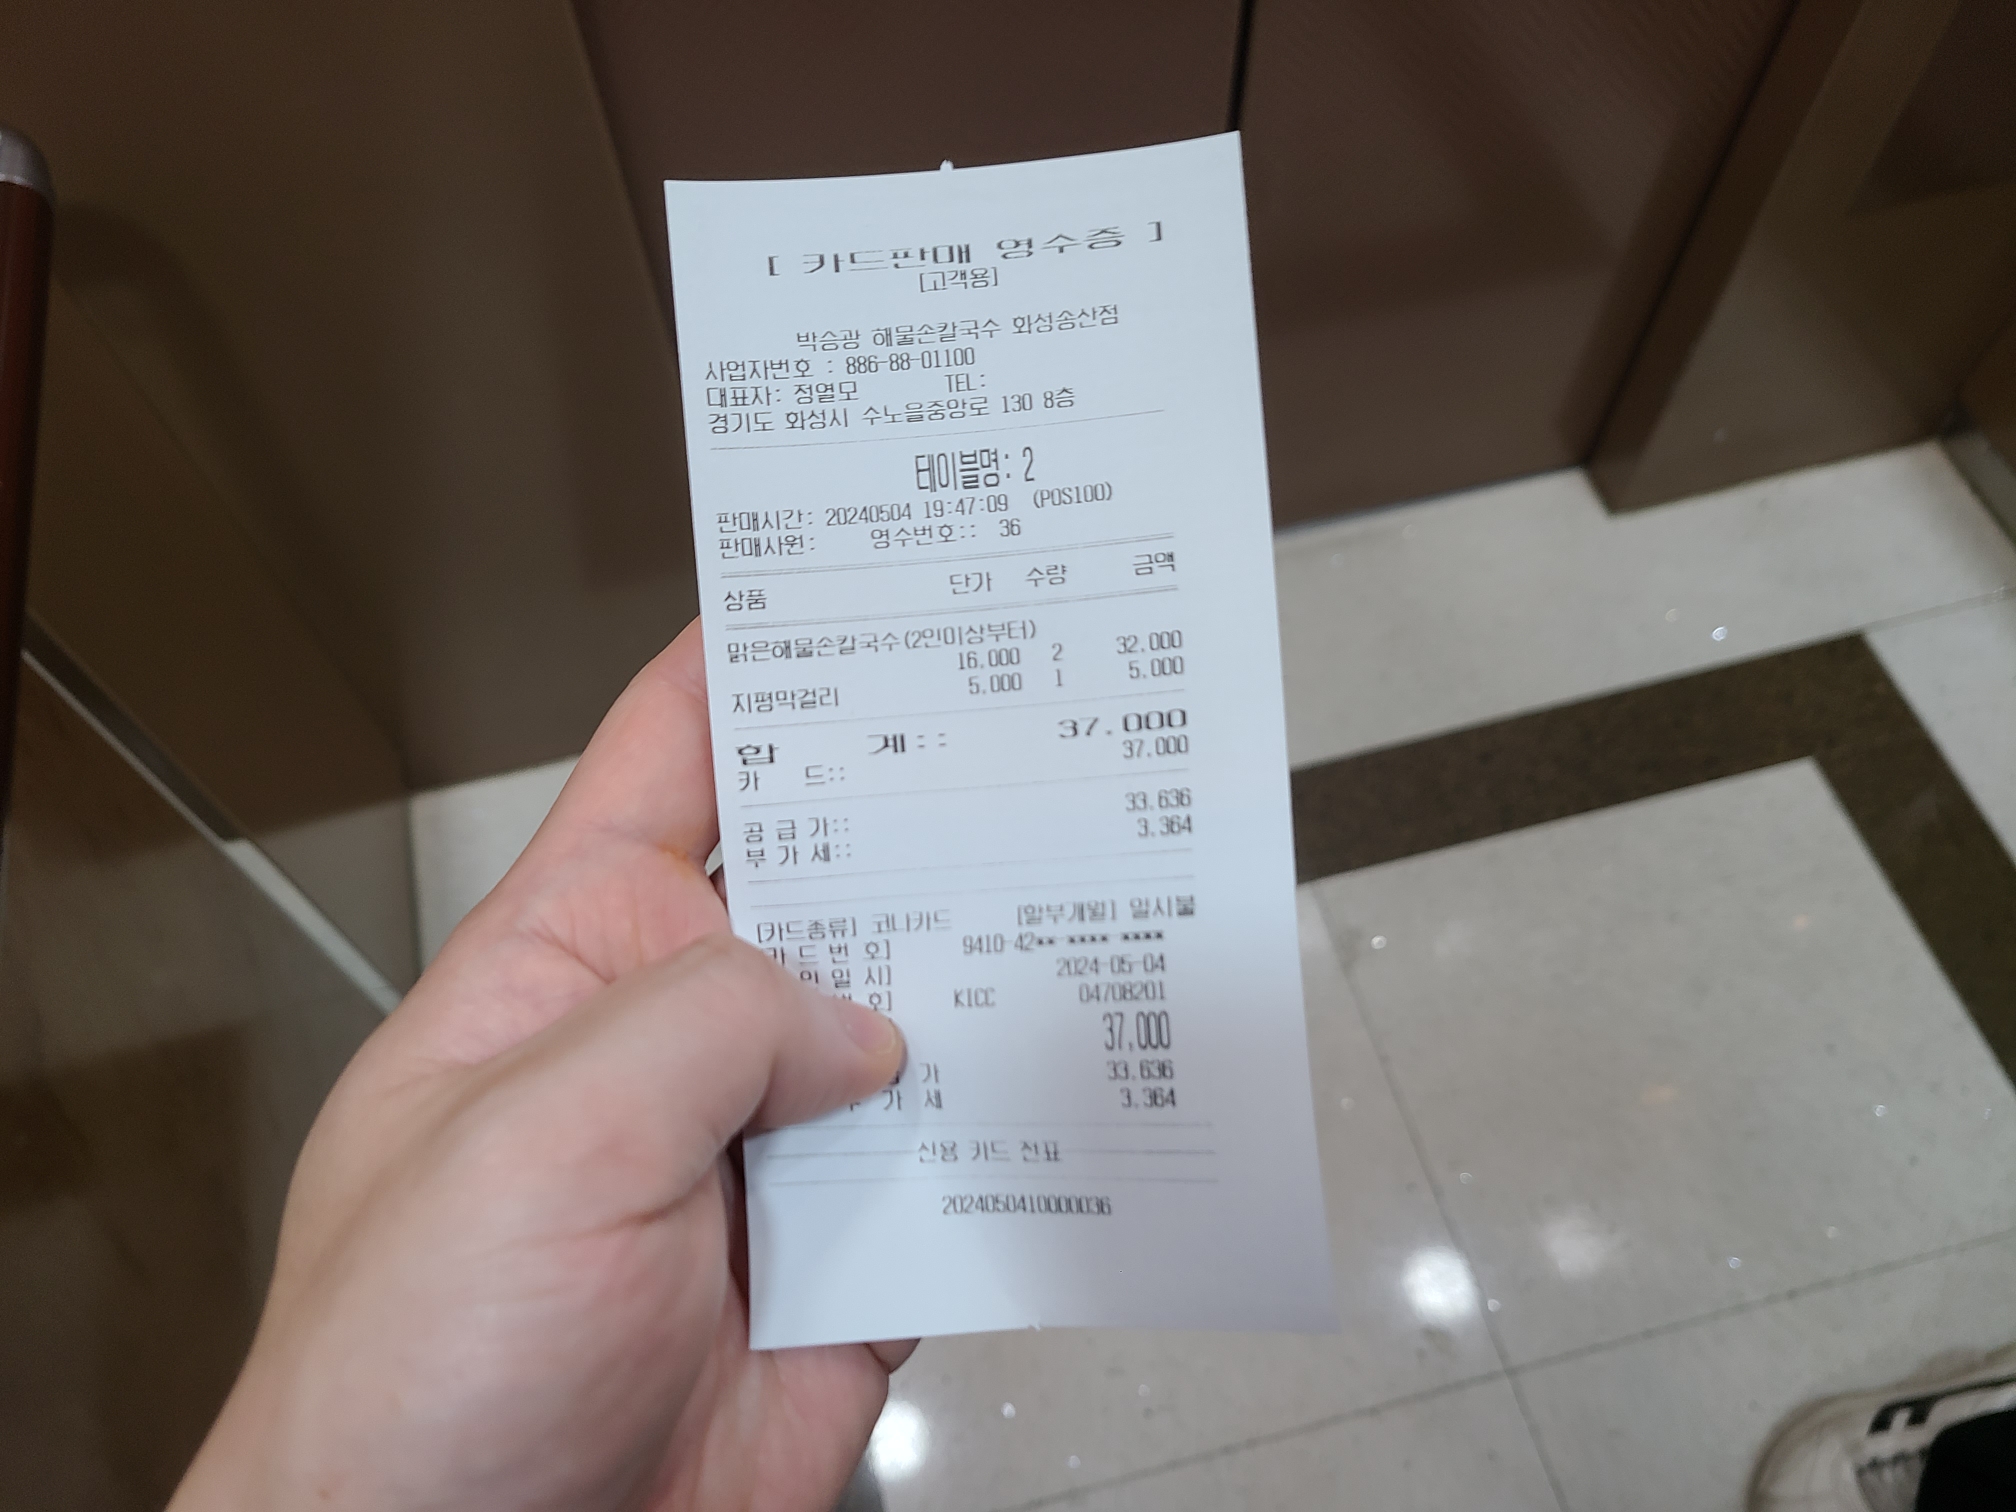 [ 카드판매 영수증 ]
[고객용]
박승광 해물손칼국수 화성송산점
사업자번호 : 886-88-01100
대표자: 정열모 TEL:
경기도 화성시 수노을중앙로 130 8층
테이블명: 2
판매시간: 20240504 19:47:09 (POS100)
판매사원: 영수번호:: 36
상품 단가 수량 금액
맑은해물손칼국수(2인이상부터)
16,000 2 32,000
지평막걸리 5,000 1 5,000
합 계:: 37,000
카 드:: 37,000
공 급 가:: 33,636
부 가 세:: 3,364
[카드종류] 코나카드 [할부개월] 일시불
카 드 번 호] 9410-42**-****-****
일 시] 2024-05-04
호] KICC 04708201
37,000
가 33,636
가 세 3,364
신용 카드 전표
2024050410000036